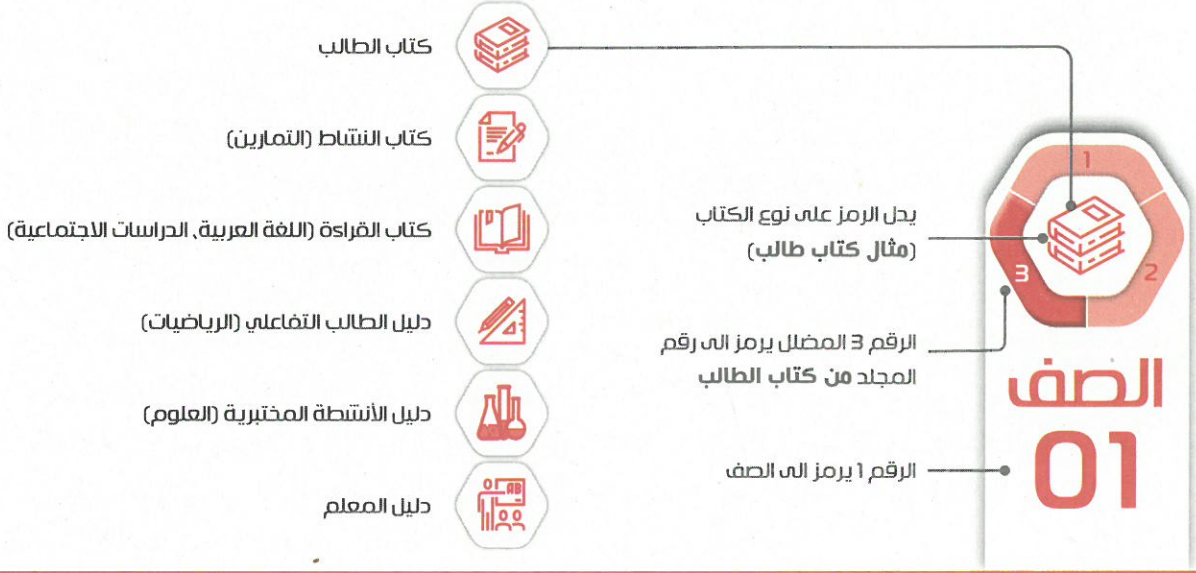 1
2
3
الصف
01
يدل الرمز على نوع الكتاب
(مثال كتاب طالب)
الرقم 3 المضلل يرمز الى رقم
المجلد من كتاب الطالب
الرقم 1 يرمز الى الصف
كتاب الطالب
كتاب النشاط (التمارين)
كتاب القراءة (اللغة العربية، الدراسات الاجتماعية)
دليل الطالب التفاعلي (الرياضيات)
دليل الأنشطة المختبرية (العلوم)
AB
دليل المعلم